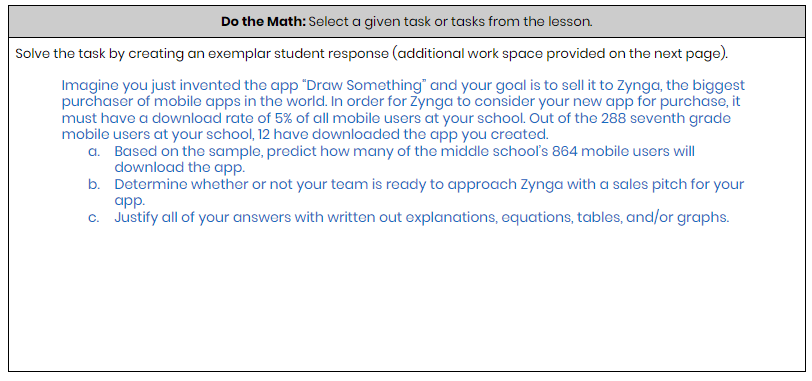 Do the Math: Select a given task or tasks from the lesson.
Solve the task by creating an exemplar student response (additional work space provided on the next page).
Imagine you just invented the app "Draw Something" and your goal is to sell it to Zynga, the biggest
purchaser of mobile apps in the world. In order for Zynga to consider your new app for purchase, it
must have a download rate of 5% of all mobile users at your school. Out of the 288 seventh grade
mobile users at your school, 12 have downloaded the app you created.
a. Based on the sample, predict how many of the middle school's 864 mobile users will
download the app.
b. Determine whether or not your team is ready to approach Zynga with a sales pitch for your
app.
c. Justify all of your answers with written out explanations, equations, tables, and/or graphs.